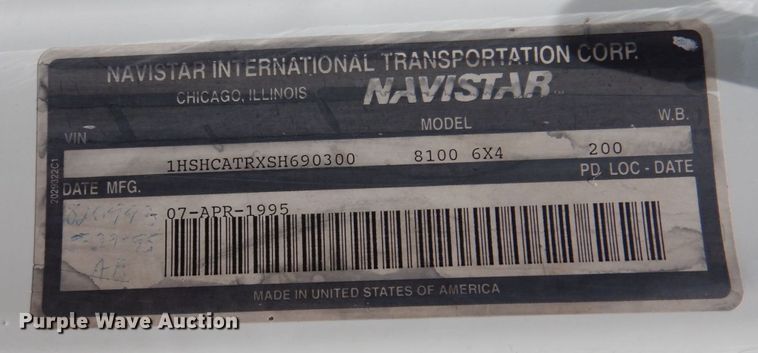 NAVISTAR INTERNATIONAL TRANSPORTATION CORP.
CHICAGO, ILLINOIS NAVISTAR
VIN MODEL W.B.
1HSHCATRXSH690300 8100 6X4 200
DATE MFG. PD LOC - DATE
07-APR-1995
MADE IN UNITED STATES OF AMERICA
2029322C1
Purple Wave Auction